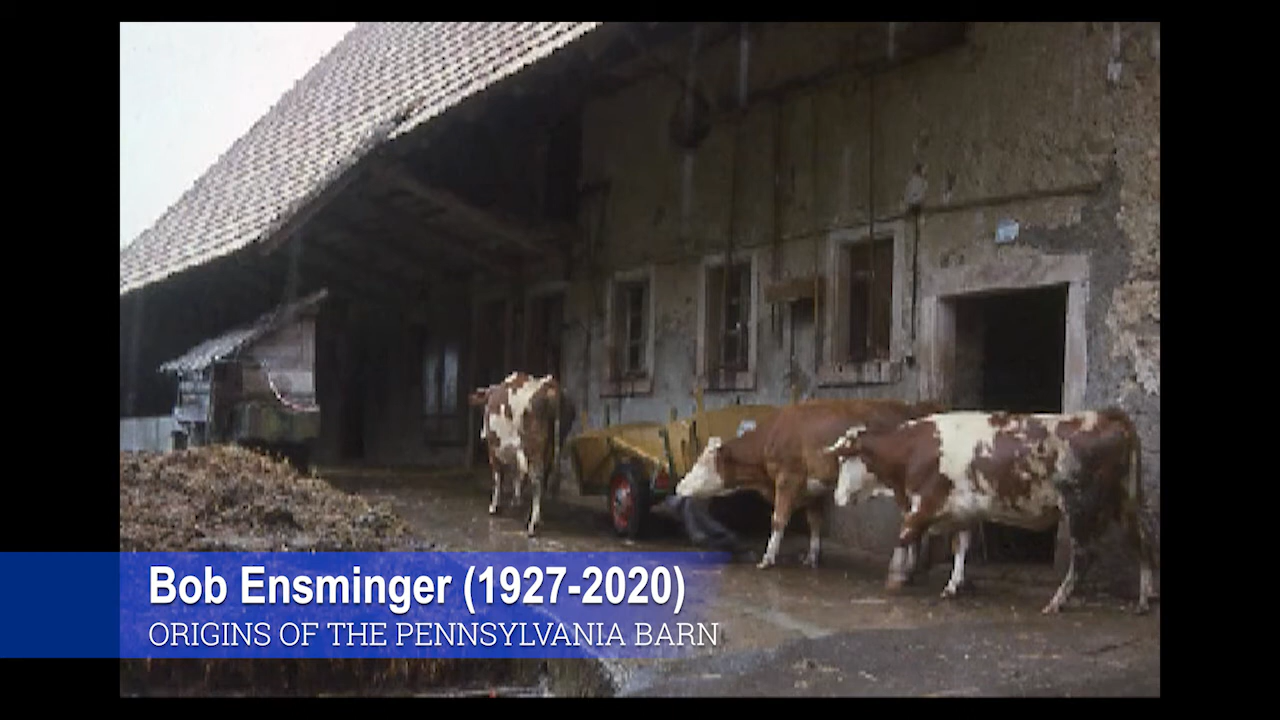 Bob Ensminger (1927-2020)
ORIGINS OF THE PENNSYLVANIA BARN